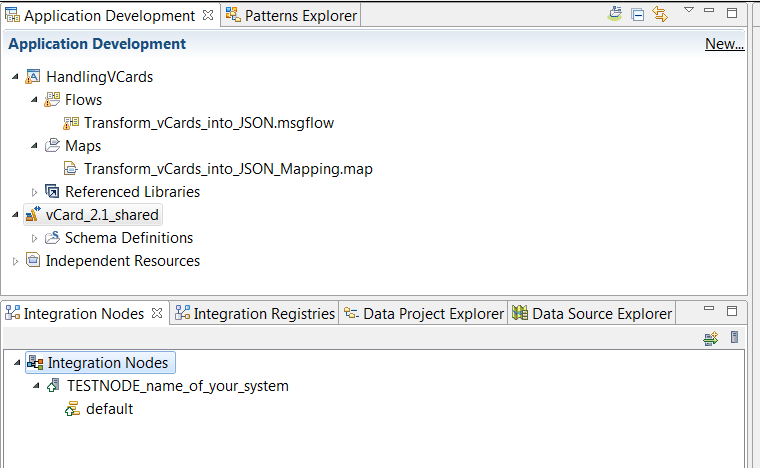 Application Development Patterns Explorer
Application Development New...
HandlingVCards
Flows
Transform_vCards_into_JSON.msgflow
Maps
Transform_vCards_into_JSON_Mapping.map
Referenced Libraries
vCard_2.1_shared
Schema Definitions
Independent Resources
Integration Nodes Integration Registries Data Project Explorer Data Source Explorer
Integration Nodes
TESTNODE_name_of_your_system
default